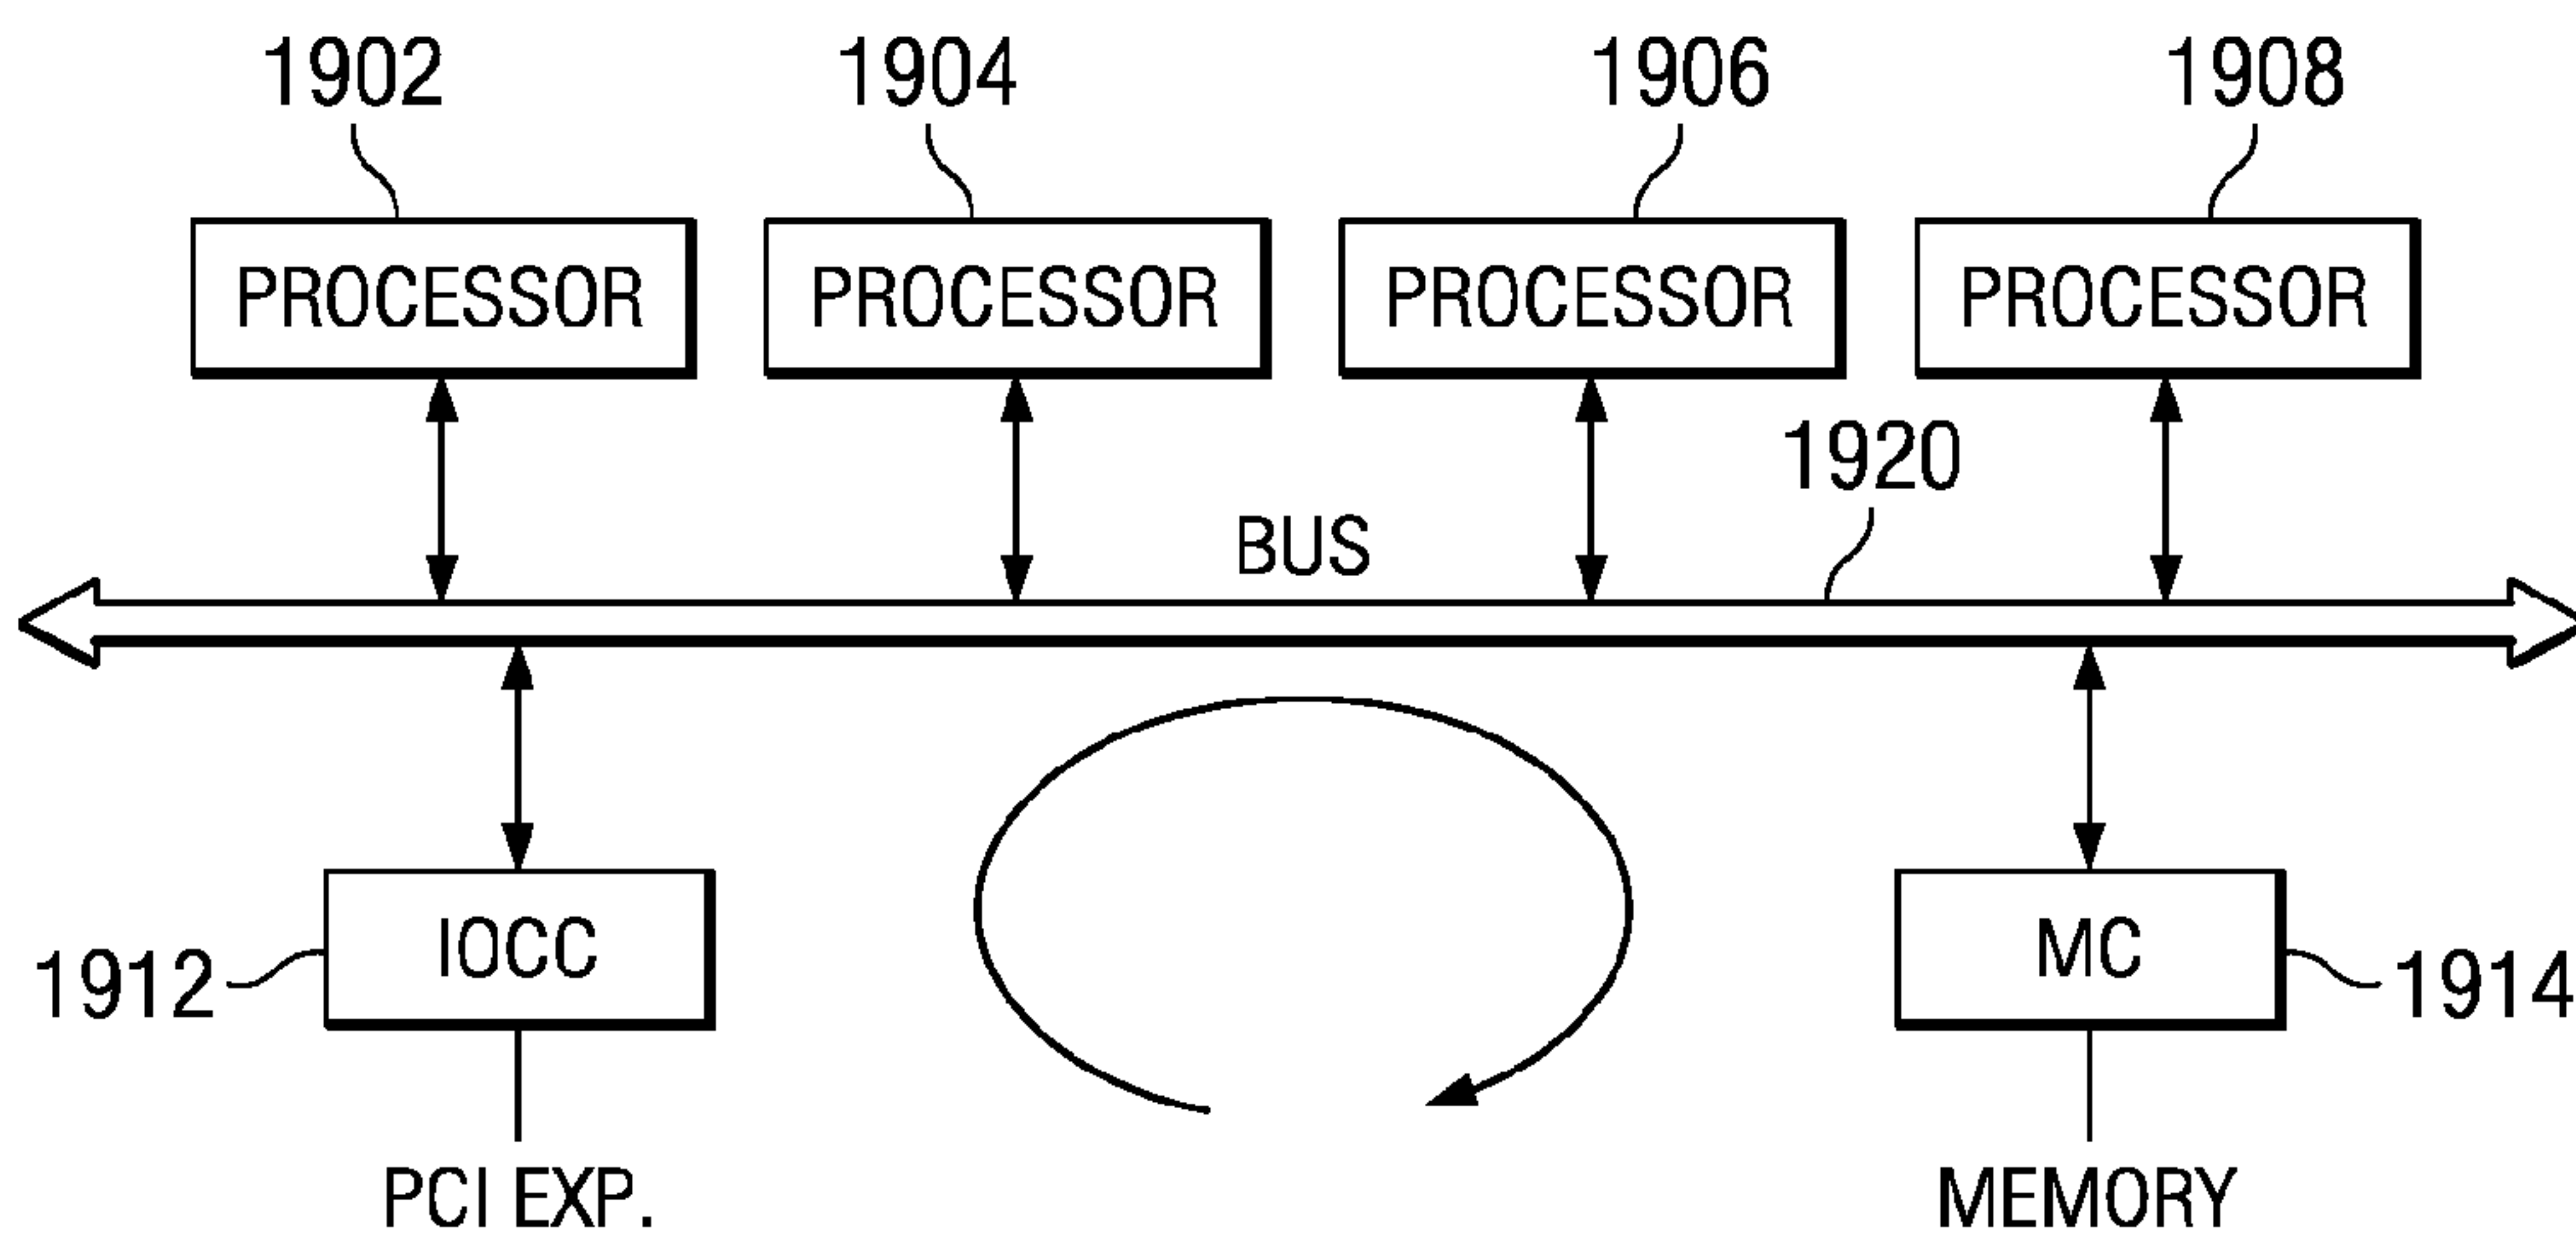 1902 1904 1906 1908
PROCESSOR PROCESSOR PROCESSOR PROCESSOR
1920
BUS
1912 IOCC MC 1914
PCI EXP. MEMORY